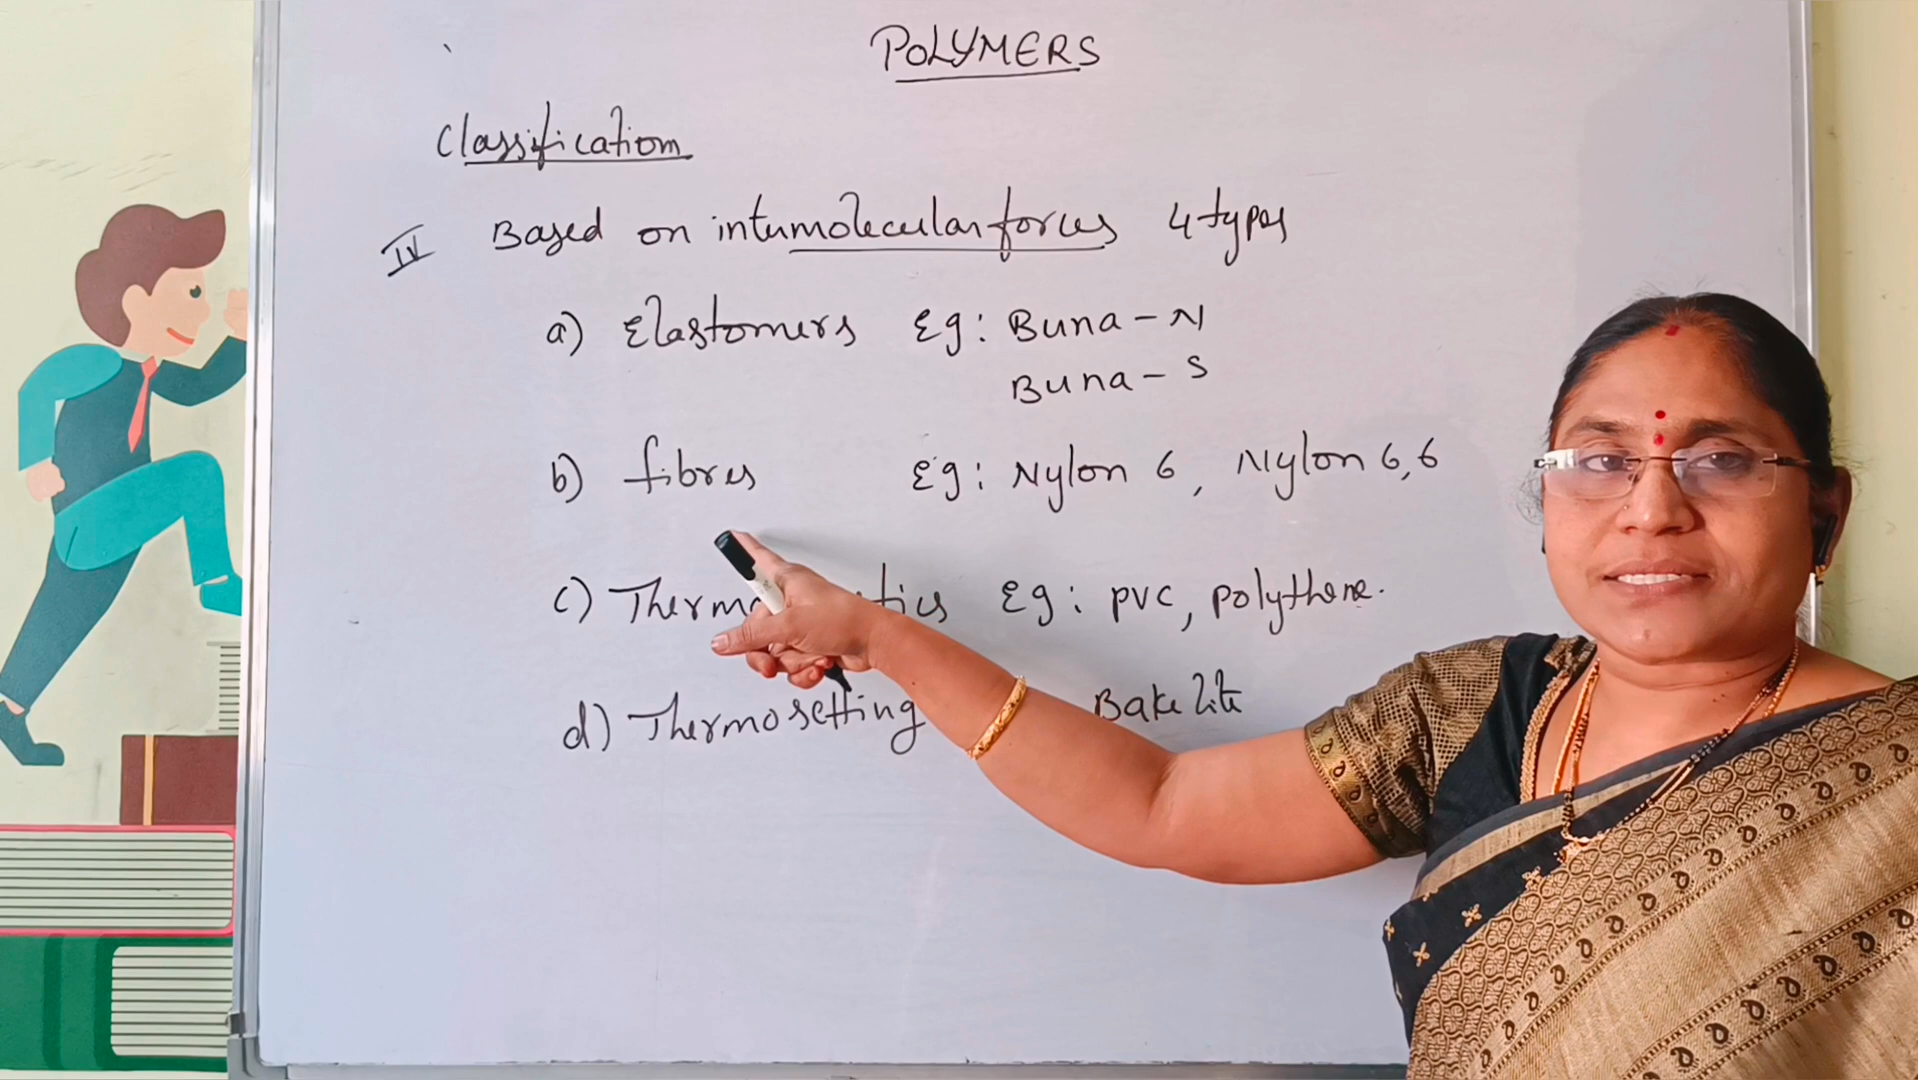 POLYMERS
Classification
IV Based on intermolecular forces 4 types
a) Elastomers Eg: Buna-N
Buna-S
b) fibres Eg: Nylon 6, Nylon 6,6
c) Eg: PVC, polythene.
d) Thermosetting Bakelite